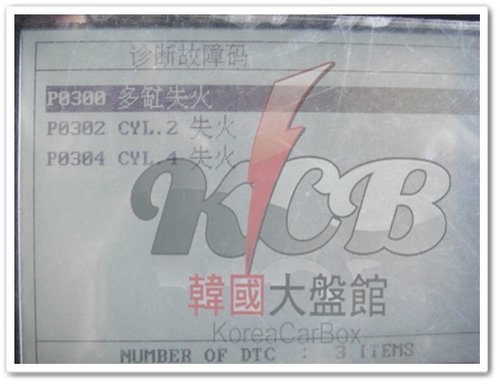 诊断故障码
P0300 多缸失火
P0302 CYL.2 失火
P0304 CYL.4 失火
KCB
韓國大盤館
KoreaCarBox
NUMBER OF DTC : 3 ITEMS